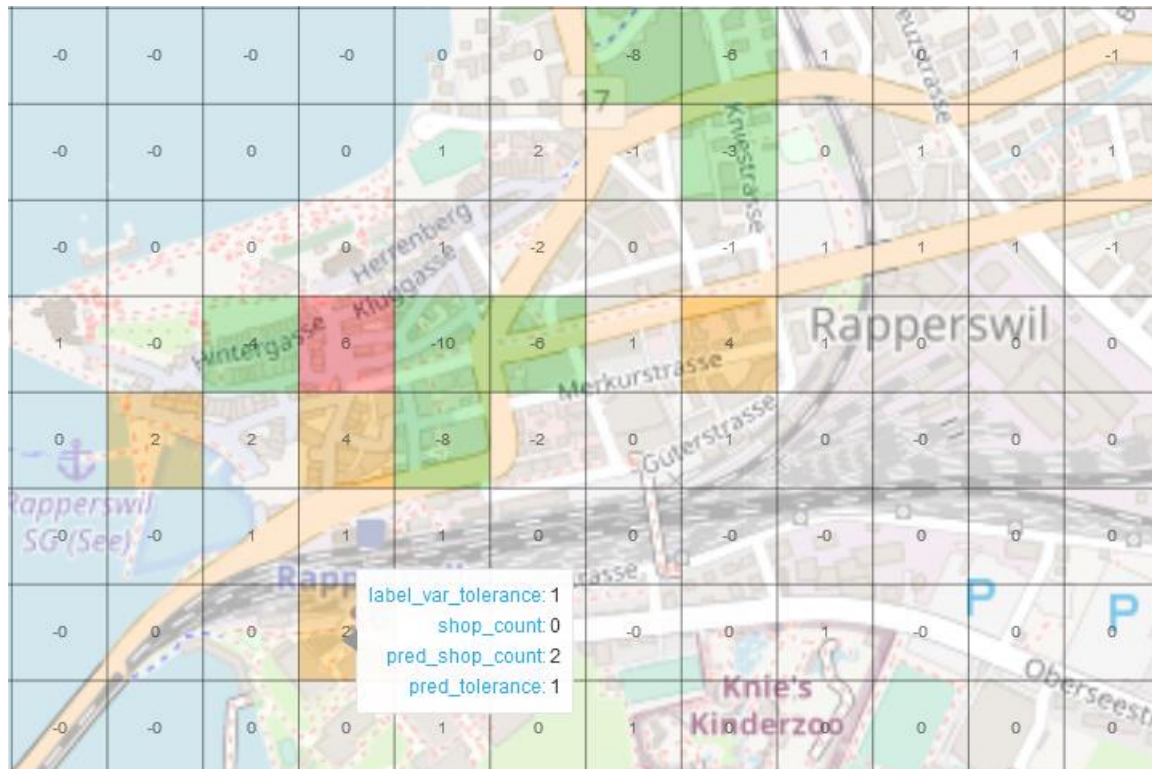 -0 -0 -0 -0 0 0 -8 -6 1 0 1 -1
17
-0 -0 0 0 1 2 -1 -3 0 1 0 1
Kniestrasse
-0 0 0 0 1 -2 0 -1 1 1 1 -1
Herrenberg
Kluggasse
1 -0 -4 6 -10 -6 1 4 0 0
Hintergasse
Rapperswil
Merkurstrasse
0 2 2 4 -8 -2 0 1 0 0 0 0
Güterstrasse
Rapperswil
SG (See)
-0 -0 1 1 1 0 0 0 0 0 0 0
label_var_tolerance: 1
shop_count: 0
pred_shop_count: 2
pred_tolerance: 1
P
P
-0 0 0 2 -0 0 1 -0 0 0
Oberseestr
Knie's
Kinderzoo
-0 -0 0 0 0 0 1 0 0 0 0 0